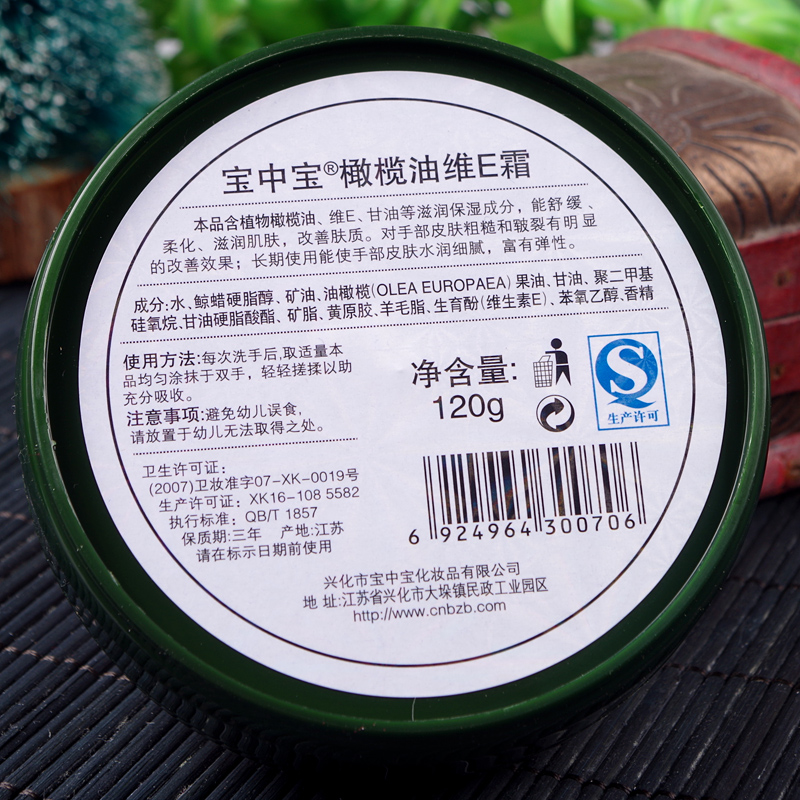 宝中宝®橄榄油维E霜
本品含植物橄榄油、维E、甘油等滋润保湿成分，能舒缓、
柔化、滋润肌肤，改善肤质。对手部皮肤粗糙和皲裂有明显
的改善效果；长期使用能使手部皮肤水润细腻，富有弹性。
成分:水、鲸蜡硬脂醇、矿油、油橄榄(OLEA EUROPAEA)果油、甘油、聚二甲基
硅氧烷、甘油硬脂酸酯、矿脂、黄原胶、羊毛脂、生育酚(维生素E)、苯氧乙醇、香精
使用方法:每次洗手后,取适量本
品均匀涂抹于双手，轻轻搓揉以助
充分吸收。
注意事项:避免幼儿误食,
请放置于幼儿无法取得之处。
净含量:
120g
生产许可
卫生许可证:
(2007)卫妆准字07-XK-0019号
生产许可证: XK16-108 5582
执行标准: QB/T 1857
保质期:三年 产地:江苏
请在标示日期前使用
6 924964 300706
兴化市宝中宝化妆品有限公司
地 址:江苏省兴化市大垛镇民政工业园区
http://www.cnbzb.com